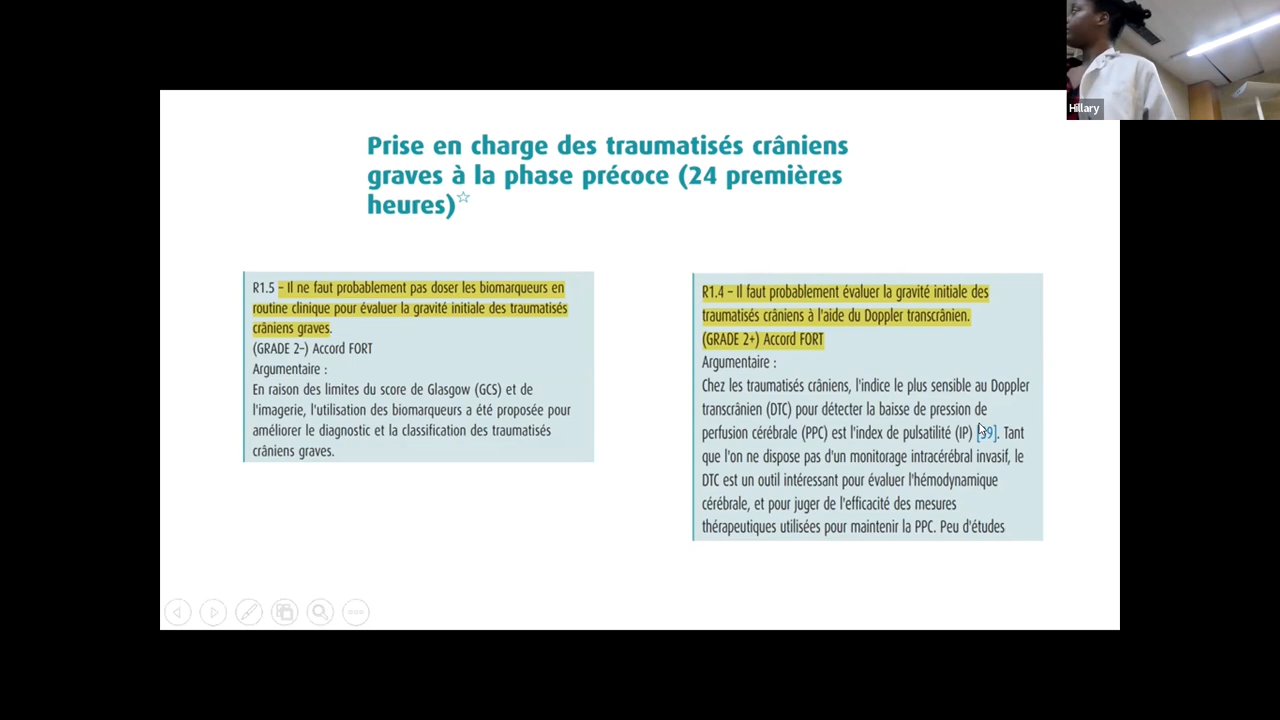 Hillary
Prise en charge des traumatisés crâniens
graves à la phase précoce (24 premières
heures)☆
R1.5 – Il ne faut probablement pas doser les biomarqueurs en
routine clinique pour évaluer la gravité initiale des traumatisés
crâniens graves.
(GRADE 2–) Accord FORT
Argumentaire :
En raison des limites du score de Glasgow (GCS) et de
l'imagerie, l'utilisation des biomarqueurs a été proposée pour
améliorer le diagnostic et la classification des traumatisés
crâniens graves.
R1.4 – Il faut probablement évaluer la gravité initiale des
traumatisés crâniens à l'aide du Doppler transcrânien.
(GRADE 2+) Accord FORT
Argumentaire :
Chez les traumatisés crâniens, l'indice le plus sensible au Doppler
transcrânien (DTC) pour détecter la baisse de pression de
perfusion cérébrale (PPC) est l'index de pulsatilité (IP) [39]. Tant
que l'on ne dispose pas d'un monitorage intracérébral invasif, le
DTC est un outil intéressant pour évaluer l'hémodynamique
cérébrale, et pour juger de l'efficacité des mesures
thérapeutiques utilisées pour maintenir la PPC. Peu d'études